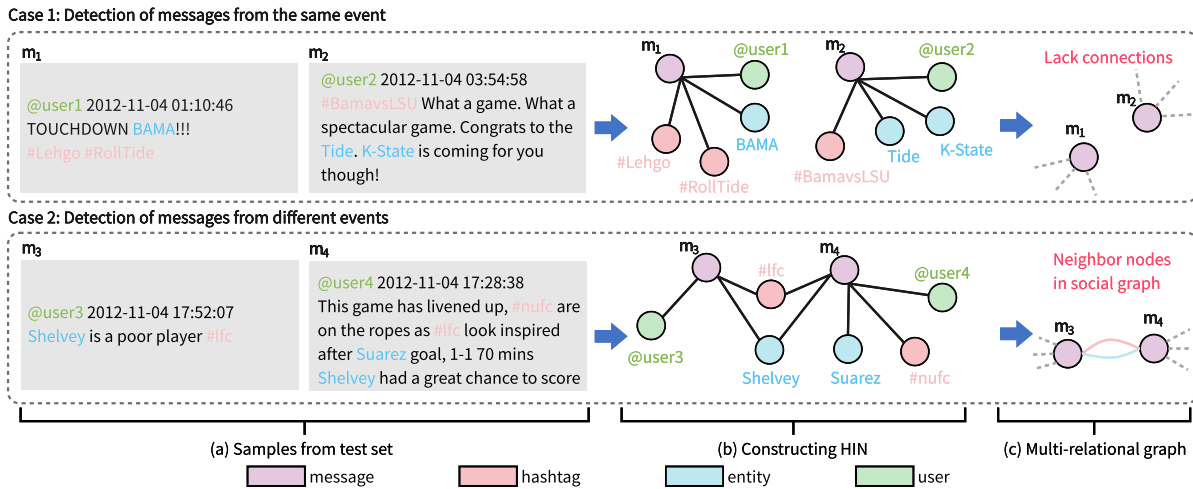 Case 1: Detection of messages from the same event
m1
@user1 2012-11-04 01:10:46
TOUCHDOWN BAMA!!!
#Lehgo #RollTide
m2
@user2 2012-11-04 03:54:58
#BamavsLSU What a game. What a
spectacular game. Congrats to the
Tide. K-State is coming for you
though!
m1
@user1
BAMA
#Lehgo
#RollTide
m2
@user2
K-State
Tide
#BamavsLSU
Lack connections
m2
m1
Case 2: Detection of messages from different events
m3
@user3 2012-11-04 17:52:07
Shelvey is a poor player #lfc
m4
@user4 2012-11-04 17:28:38
This game has livened up, #nufc are
on the ropes as #lfc look inspired
after Suarez goal, 1-1 70 mins
Shelvey had a great chance to score
m3
#lfc
m4
@user4
@user3
Shelvey
Suarez
#nufc
Neighbor nodes
in social graph
m3
m4
(a) Samples from test set
(b) Constructing HIN
(c) Multi-relational graph
message
hashtag
entity
user